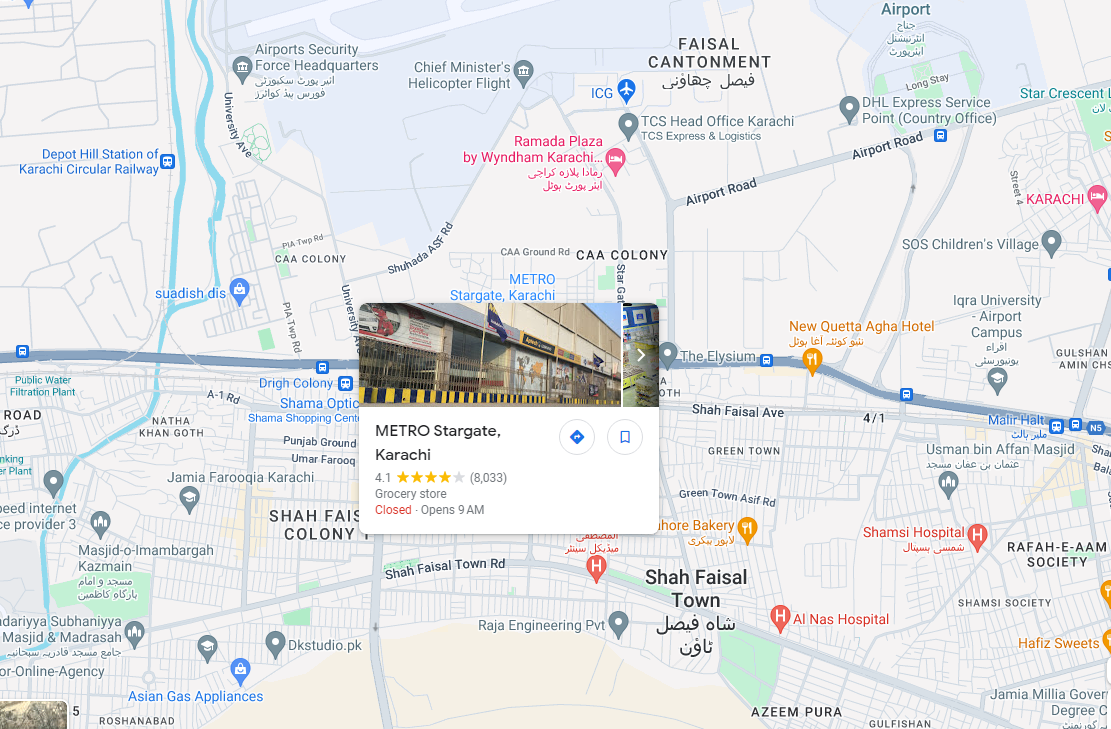 Airport
جناح
انٹرنیشنل
ایئرپورٹ
Airports Security
Force Headquarters
ائیر پورٹ سکیورٹی
فورس ہیڈ کوائرز
FAISAL
CANTONMENT
فیصل چھاؤنی
Chief Minister's
Helicopter Flight
ICG
Long Stay
Star Crescent
DHL Express Service
Point (Country Office)
TCS Head Office Karachi
TCS Express & Logistics
University Ave
Ramada Plaza
by Wyndham Karachi...
رمادا پلازہ کراچی
ایئر پورٹ ہوٹل
Airport Road
Depot Hill Station of
Karachi Circular Railway
Airport Road
Street 4
KARACHI
Shuhada ASF Rd
PIA Twp Rd
CAA COLONY
CAA Ground Rd
CAA COLONY
SOS Children's Village
METRO
Stargate, Karachi
Star Ga
suadish dis
PIA Twp Rd
University
Iqra University
- Airport
Campus
اقراء
یونیورسٹی
New Quetta Agha Hotel
نیو کوئٹہ آغا ہوٹل
The Elysium
GULSHAN
AMIN CHS
Public Water
Filtration Plant
Drigh Colony
A-1 Rd
Shama Optic
Shama Shopping Cent
ROAD
NATHA
KHAN GOTH
Shah Faisal Ave
4/1
Malir Halt
ملیر ہالٹ
N5
METRO Stargate,
Karachi
4.1
(8,033)
Grocery store
Closed · Opens 9 AM
Punjab Ground
Umar Farooq
GREEN TOWN
Usman bin Affan Masjid
عثمان بن عفان مسجد
Jamia Farooqia Karachi
Green Town Asif Rd
peed internet
ce provider 3
SHAH FAIS
COLONY 1
hore Bakery
لاہور بیکری
Shamsi Hospital
شمسی ہسپتال
المصطفى
میڈیکل سینٹر
Masjid-o-Imambargah
Kazmain
مسجد و امام
بارگاہ کاظمین
RAFAH-E-AAM
SOCIETY
Shah Faisal Town Rd
Shah Faisal
Town
شاہ فیصل
ٹاؤن
SHAMSI SOCIETY
ndariyya Subhaniyya
Masjid & Madrasah
جامع مسجد قادریہ سبحانیہ
Raja Engineering Pvt
Al Nas Hospital
Dkstudio.pk
Hafiz Sweets
or-Online-Agency
Asian Gas Appliances
Jamia Millia Gover
Degree C
5
ROSHANABAD
AZEEM PURA
GULFISHAN